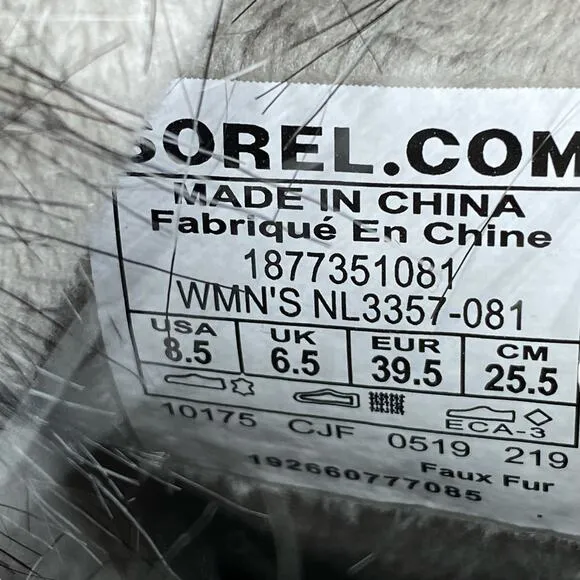 SOREL.COM
MADE IN CHINA
Fabriqué En Chine
1877351081
WMN'S NL3357-081
USA UK EUR CM
8.5 6.5 39.5 25.5
ECA-3
10175 CJF 0519 219
Faux Fur
192660777085